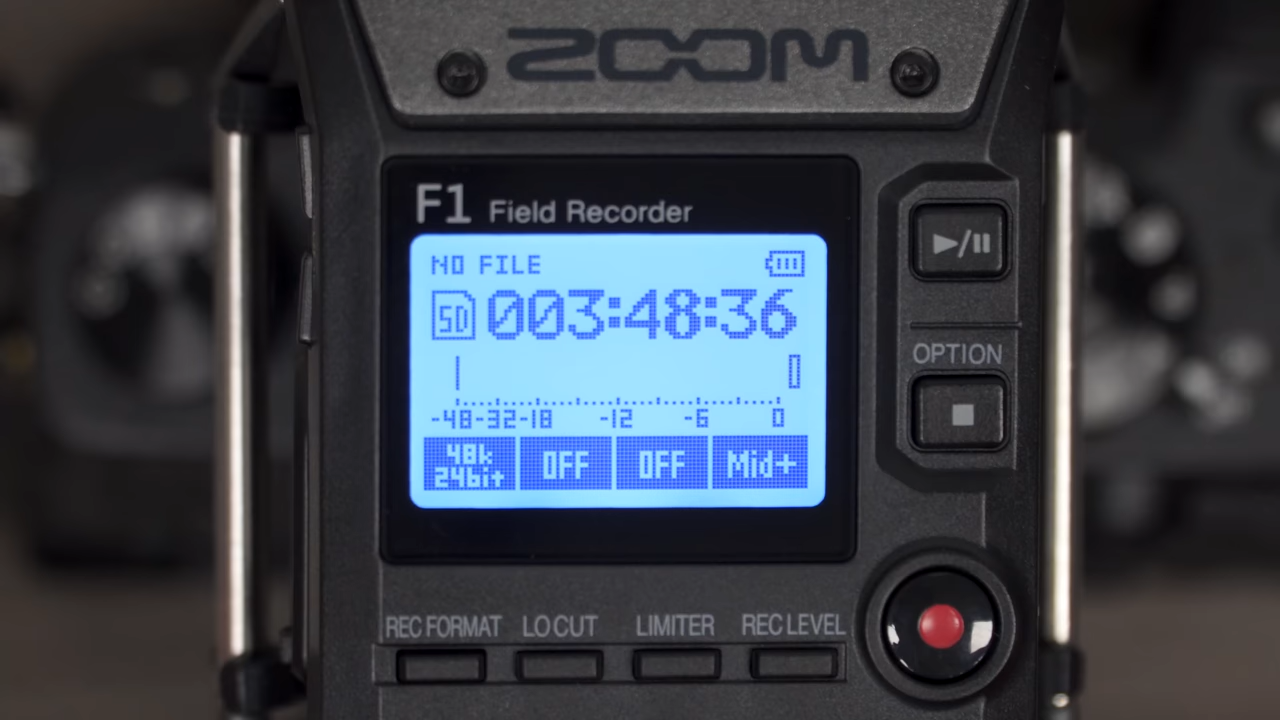 ZOOM
F1 Field Recorder
NO FILE
SD 003:48:36
-48-32-18 -12 -6 0
48k 24bit OFF OFF Mid+
OPTION
REC FORMAT LO CUT LIMITER REC LEVEL